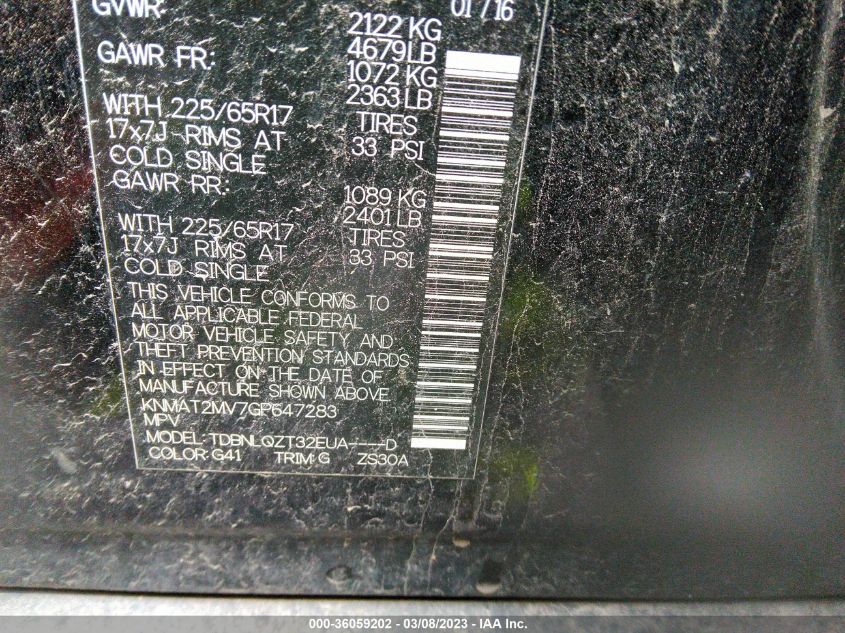 GVWR: 01/16
2122 KG
GAWR FR: 4679 LB
1072 KG
WITH 225/65R17 2363 LB
17x7J RIMS AT TIRES
COLD SINGLE 33 PSI
GAWR RR: 1089 KG
2401 LB
WITH 225/65R17 TIRES
17x7J RIMS AT 33 PSI
COLD SINGLE
THIS VEHICLE CONFORMS TO
ALL APPLICABLE FEDERAL
MOTOR VEHICLE SAFETY AND
THEFT PREVENTION STANDARDS
IN EFFECT ON THE DATE OF
MANUFACTURE SHOWN ABOVE
KNMAT2MV7GP647283
MPV
MODEL: TDBNLQZT32EUA----D
COLOR: G41 TRIM: G ZS30A
000-36059202 - 03/08/2023 - IAA Inc.